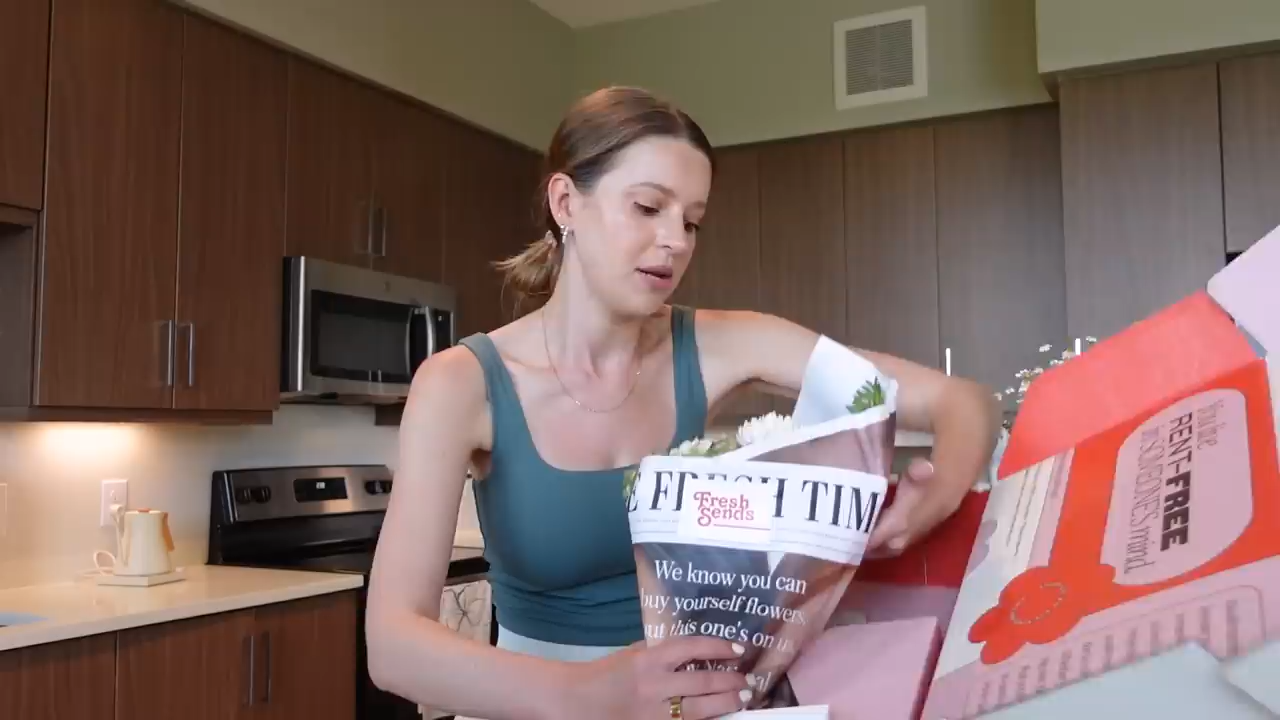 FRESH TIM
Fresh
Sends
We know you can
buy yourself flowers,
but this one's on
You're
RENT-FREE
in SOMEONE'S
mind